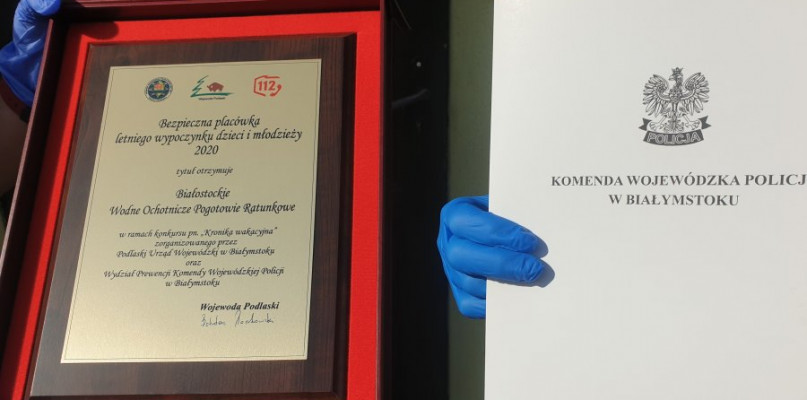 112
Bezpieczna placówka
letniego wypoczynku dzieci i młodzieży
2020
tytuł otrzymuje
Białostockie
Wodne Ochotnicze Pogotowie Ratunkowe
w ramach konkursu pn. „Kronika wakacyjna"
zorganizowanego przez
Podlaski Urząd Wojewódzki w Białymstoku
oraz
Wydział Prewencji Komendy Wojewódzkiej Policji
w Białymstoku
Wojewoda Podlaski
POLICJA
KOMENDA WOJEWÓDZKA POLICJ
W BIAŁYMSTOKU